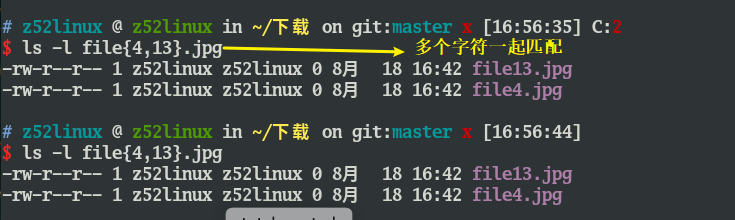 # z52linux @ z52linux in ~/下载 on git:master x [16:56:35] C:2
$ ls -l file{4,13}.jpg 多个字符一起匹配
-rw-r--r-- 1 z52linux z52linux 0 8月  18 16:42 file13.jpg
-rw-r--r-- 1 z52linux z52linux 0 8月  18 16:42 file4.jpg
# z52linux @ z52linux in ~/下载 on git:master x [16:56:44]
$ ls -l file{4,13}.jpg
-rw-r--r-- 1 z52linux z52linux 0 8月  18 16:42 file13.jpg
-rw-r--r-- 1 z52linux z52linux 0 8月  18 16:42 file4.jpg